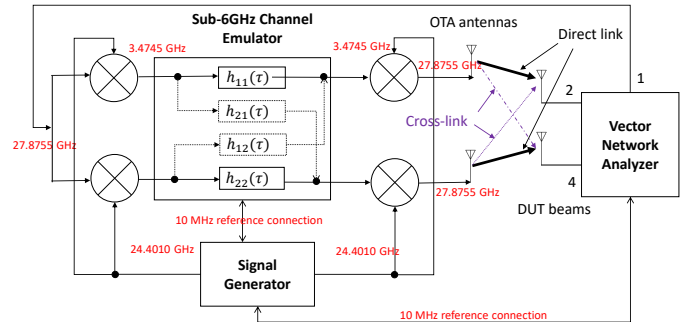 Sub-6GHz Channel
Emulator
OTA antennas
Direct link
3.4745 GHz
3.4745 GHz
27.8755 GHz
h₁₁(τ)
h₂₁(τ)
h₁₂(τ)
h₂₂(τ)
1
2
4
Cross-link
27.8755 GHz
Vector
Network
Analyzer
27.8755 GHz
DUT beams
10 MHz reference connection
24.4010 GHz
24.4010 GHz
Signal
Generator
10 MHz reference connection